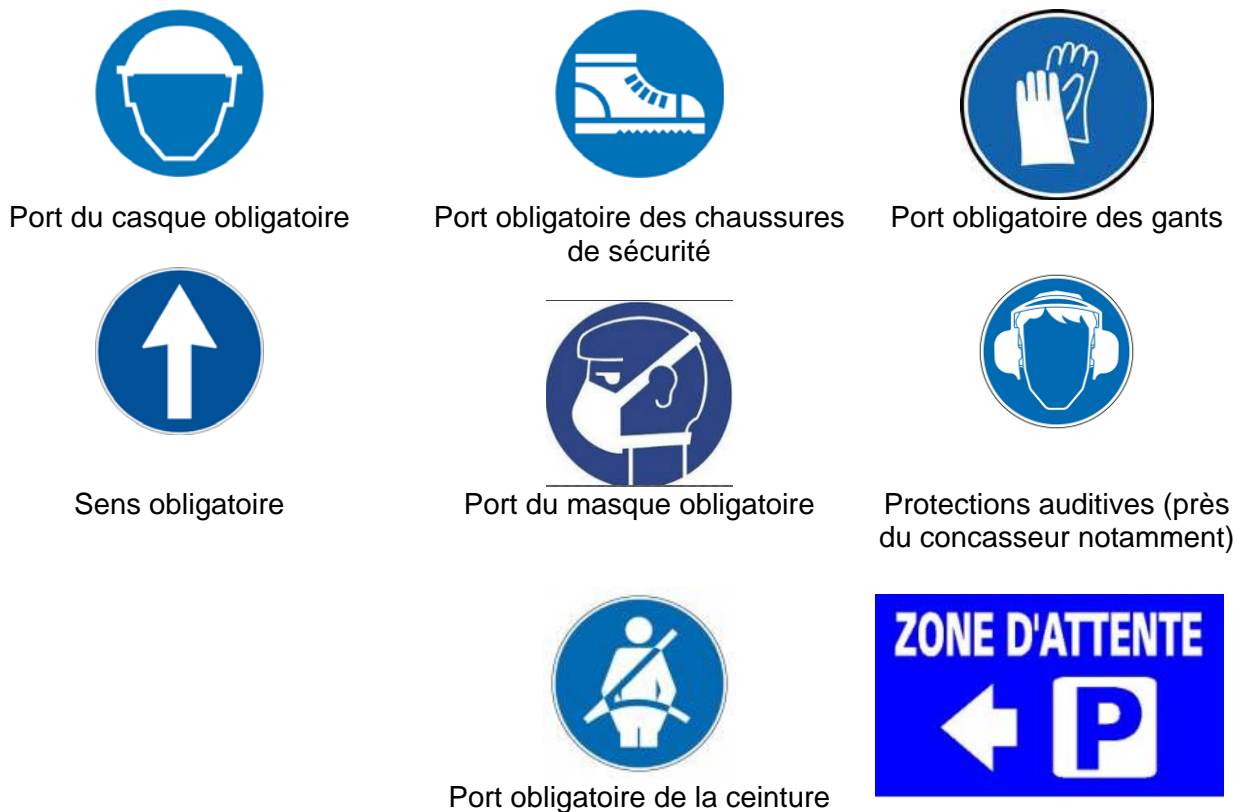 Port du casque obligatoire
Port obligatoire des chaussures
de sécurité
Port obligatoire des gants
Sens obligatoire
Port du masque obligatoire
Protections auditives (près
du concasseur notamment)
Port obligatoire de la ceinture
ZONE D'ATTENTE
P